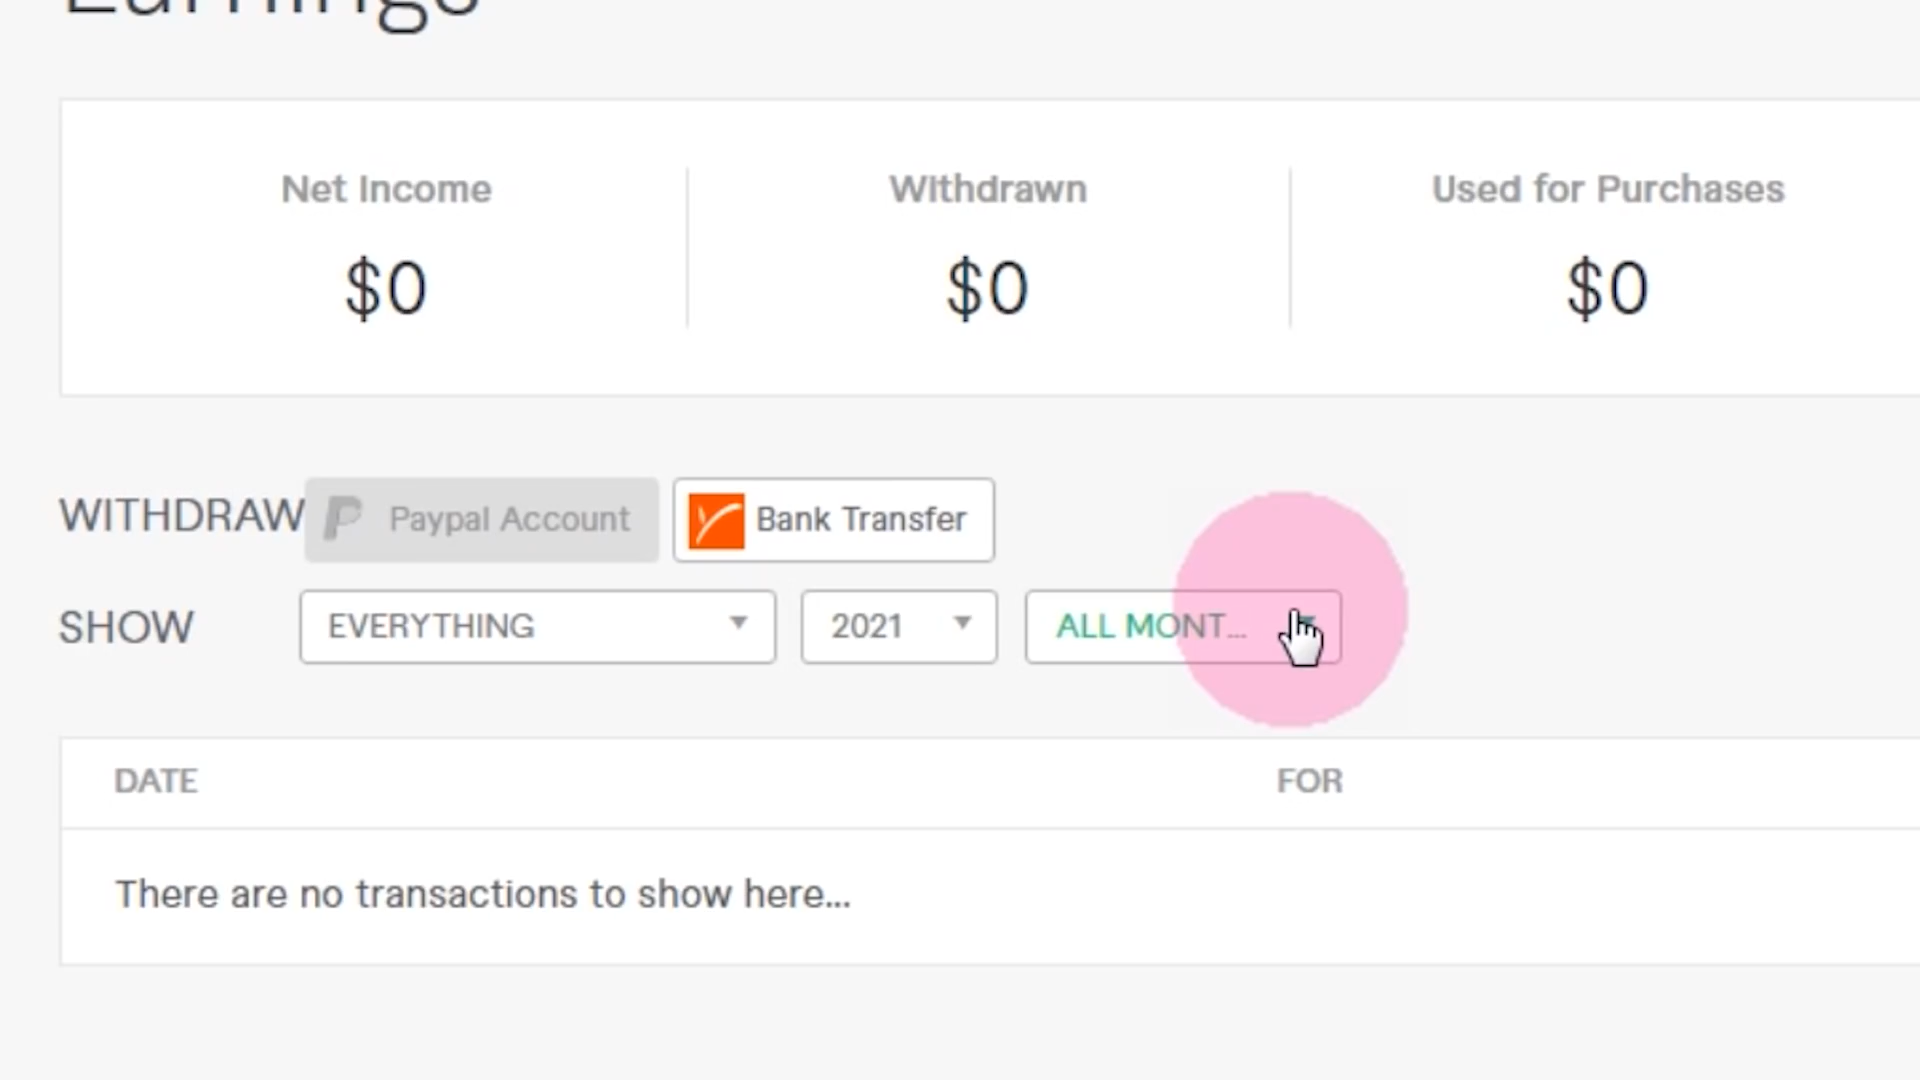 Earnings
Net Income
Withdrawn
Used for Purchases
$0
$0
$0
WITHDRAW
Paypal Account
Bank Transfer
SHOW
EVERYTHING
2021
ALL MONT...
DATE
FOR
There are no transactions to show here...